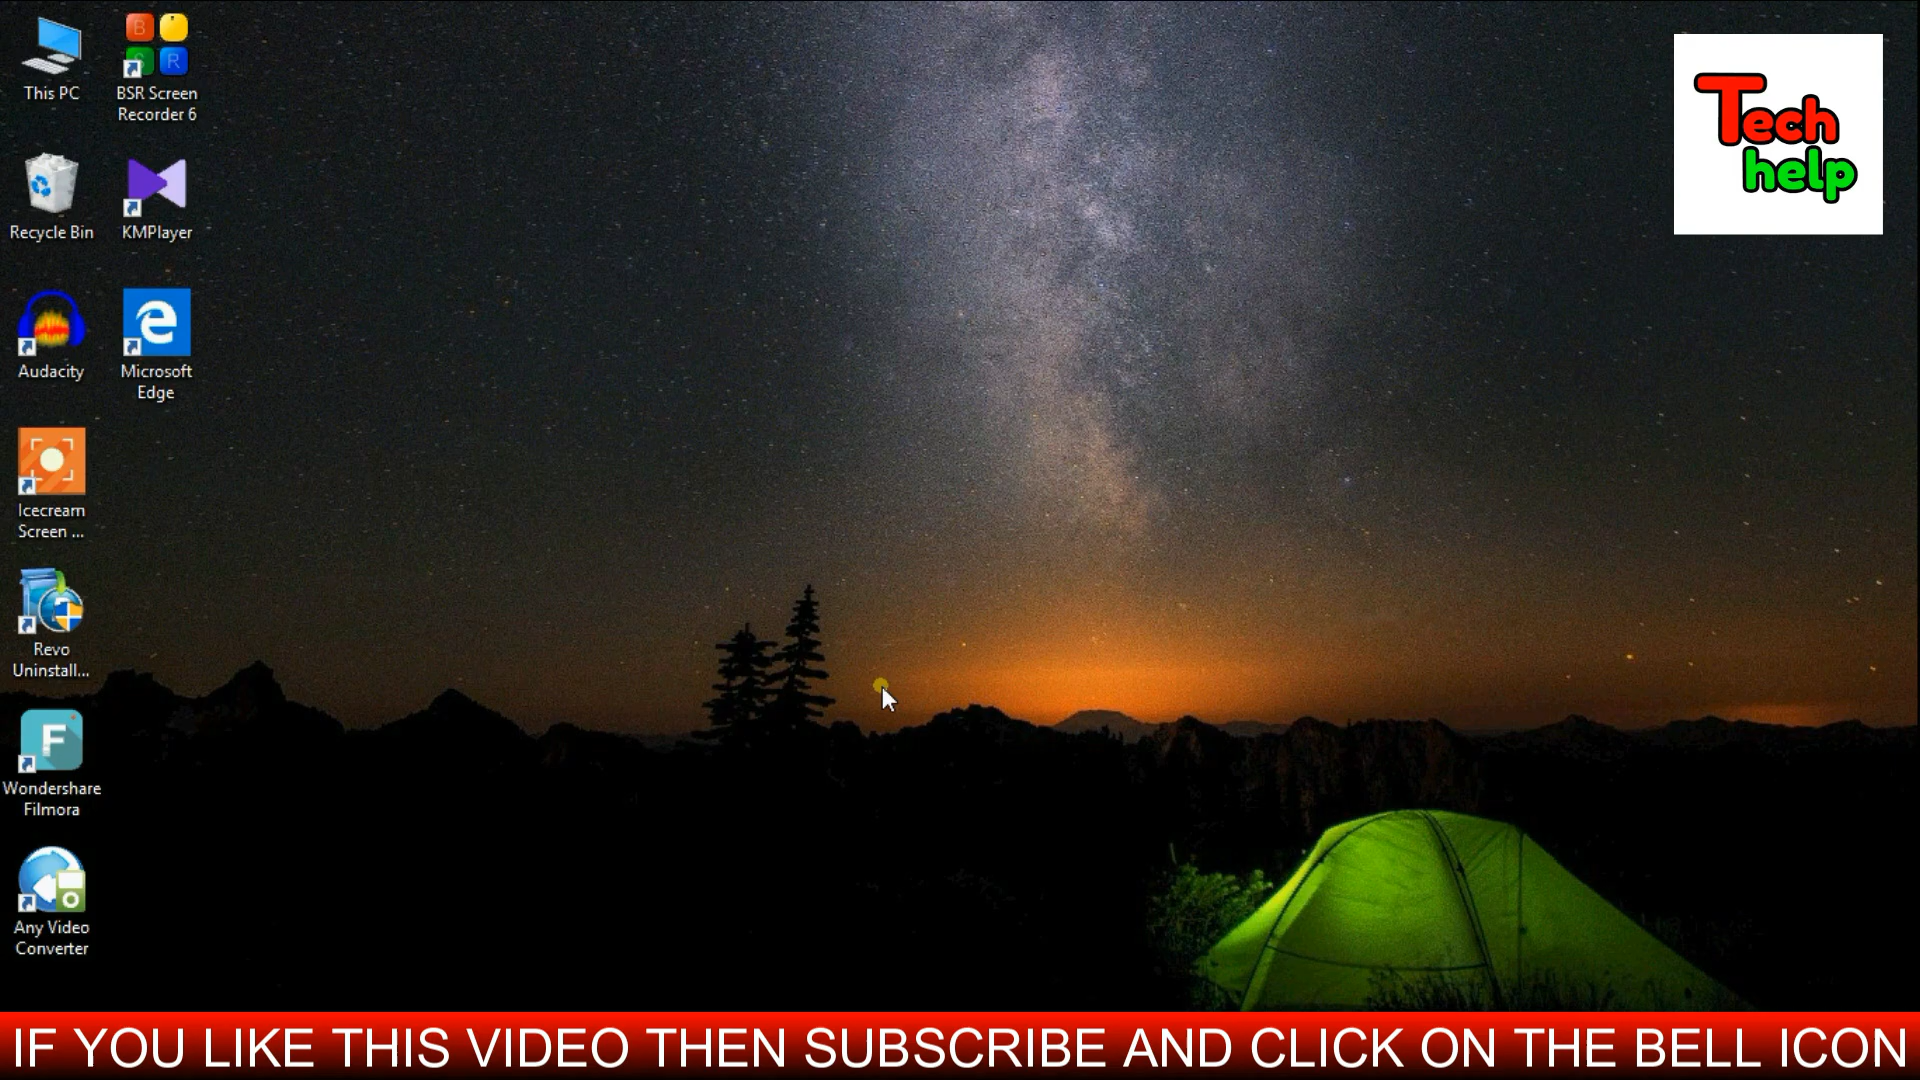 This PC
BSR Screen
Recorder 6
Recycle Bin
KMPlayer
Audacity
Microsoft
Edge
Icecream
Screen ...
Revo
Uninstall...
Wondershare
Filmora
Any Video
Converter
Tech
help
IF YOU LIKE THIS VIDEO THEN SUBSCRIBE AND CLICK ON THE BELL ICON